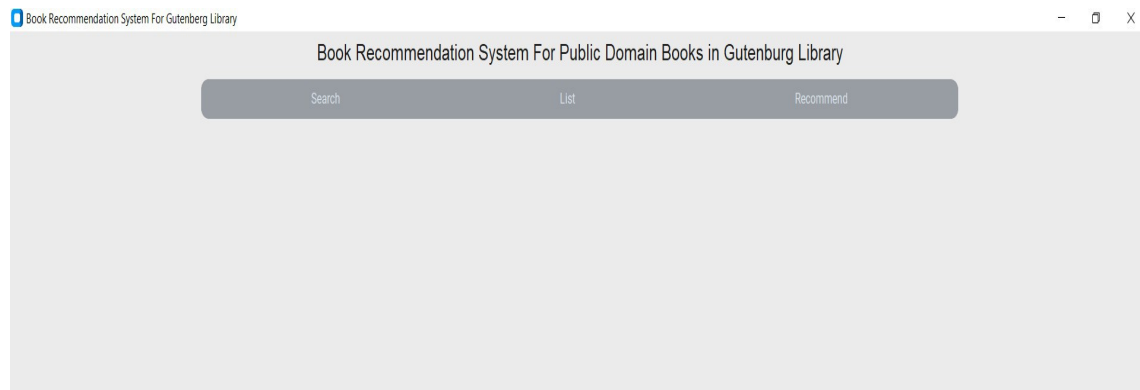 Book Recommendation System For Gutenberg Library
Book Recommendation System For Public Domain Books in Gutenburg Library
Search List Recommend